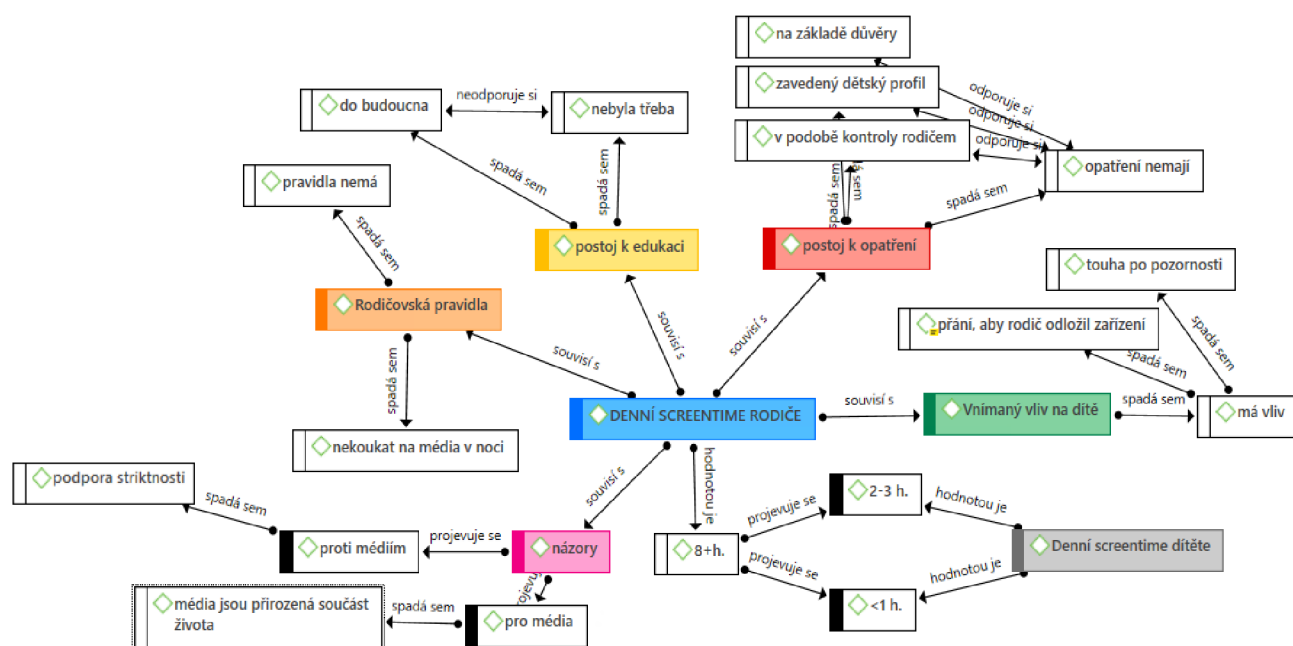 na základě důvěry
zavedený dětský profil
do budoucna
neodporuje si
nebyla třeba
odporuje si
odporuje si
odporuje si
v podobě kontroly rodičem
opatření nemají
pravidla nemá
spadá sem
spadá sem
spadá sem
spadá sem
spadá sem
postoj k edukaci
postoj k opatření
touha po pozornosti
Rodičovská pravidla
přání, aby rodič odložil zařízení
souvisí s
souvisí s
souvisí s
spadá sem
spadá sem
spadá sem
DENNÍ SCREENTIME RODIČE
souvisí s
Vnímaný vliv na dítě
spadá sem
má vliv
nekoukat na média v noci
podpora striktnosti
spadá sem
souvisí s
hodnotou je
2-3 h.
projevuje se
hodnotou je
proti médiím
projevuje se
názory
8+h.
Denní screentime dítěte
projevuje se
hodnotou je
média jsou přirozená součást
života
spadá sem
pro média
<1 h.